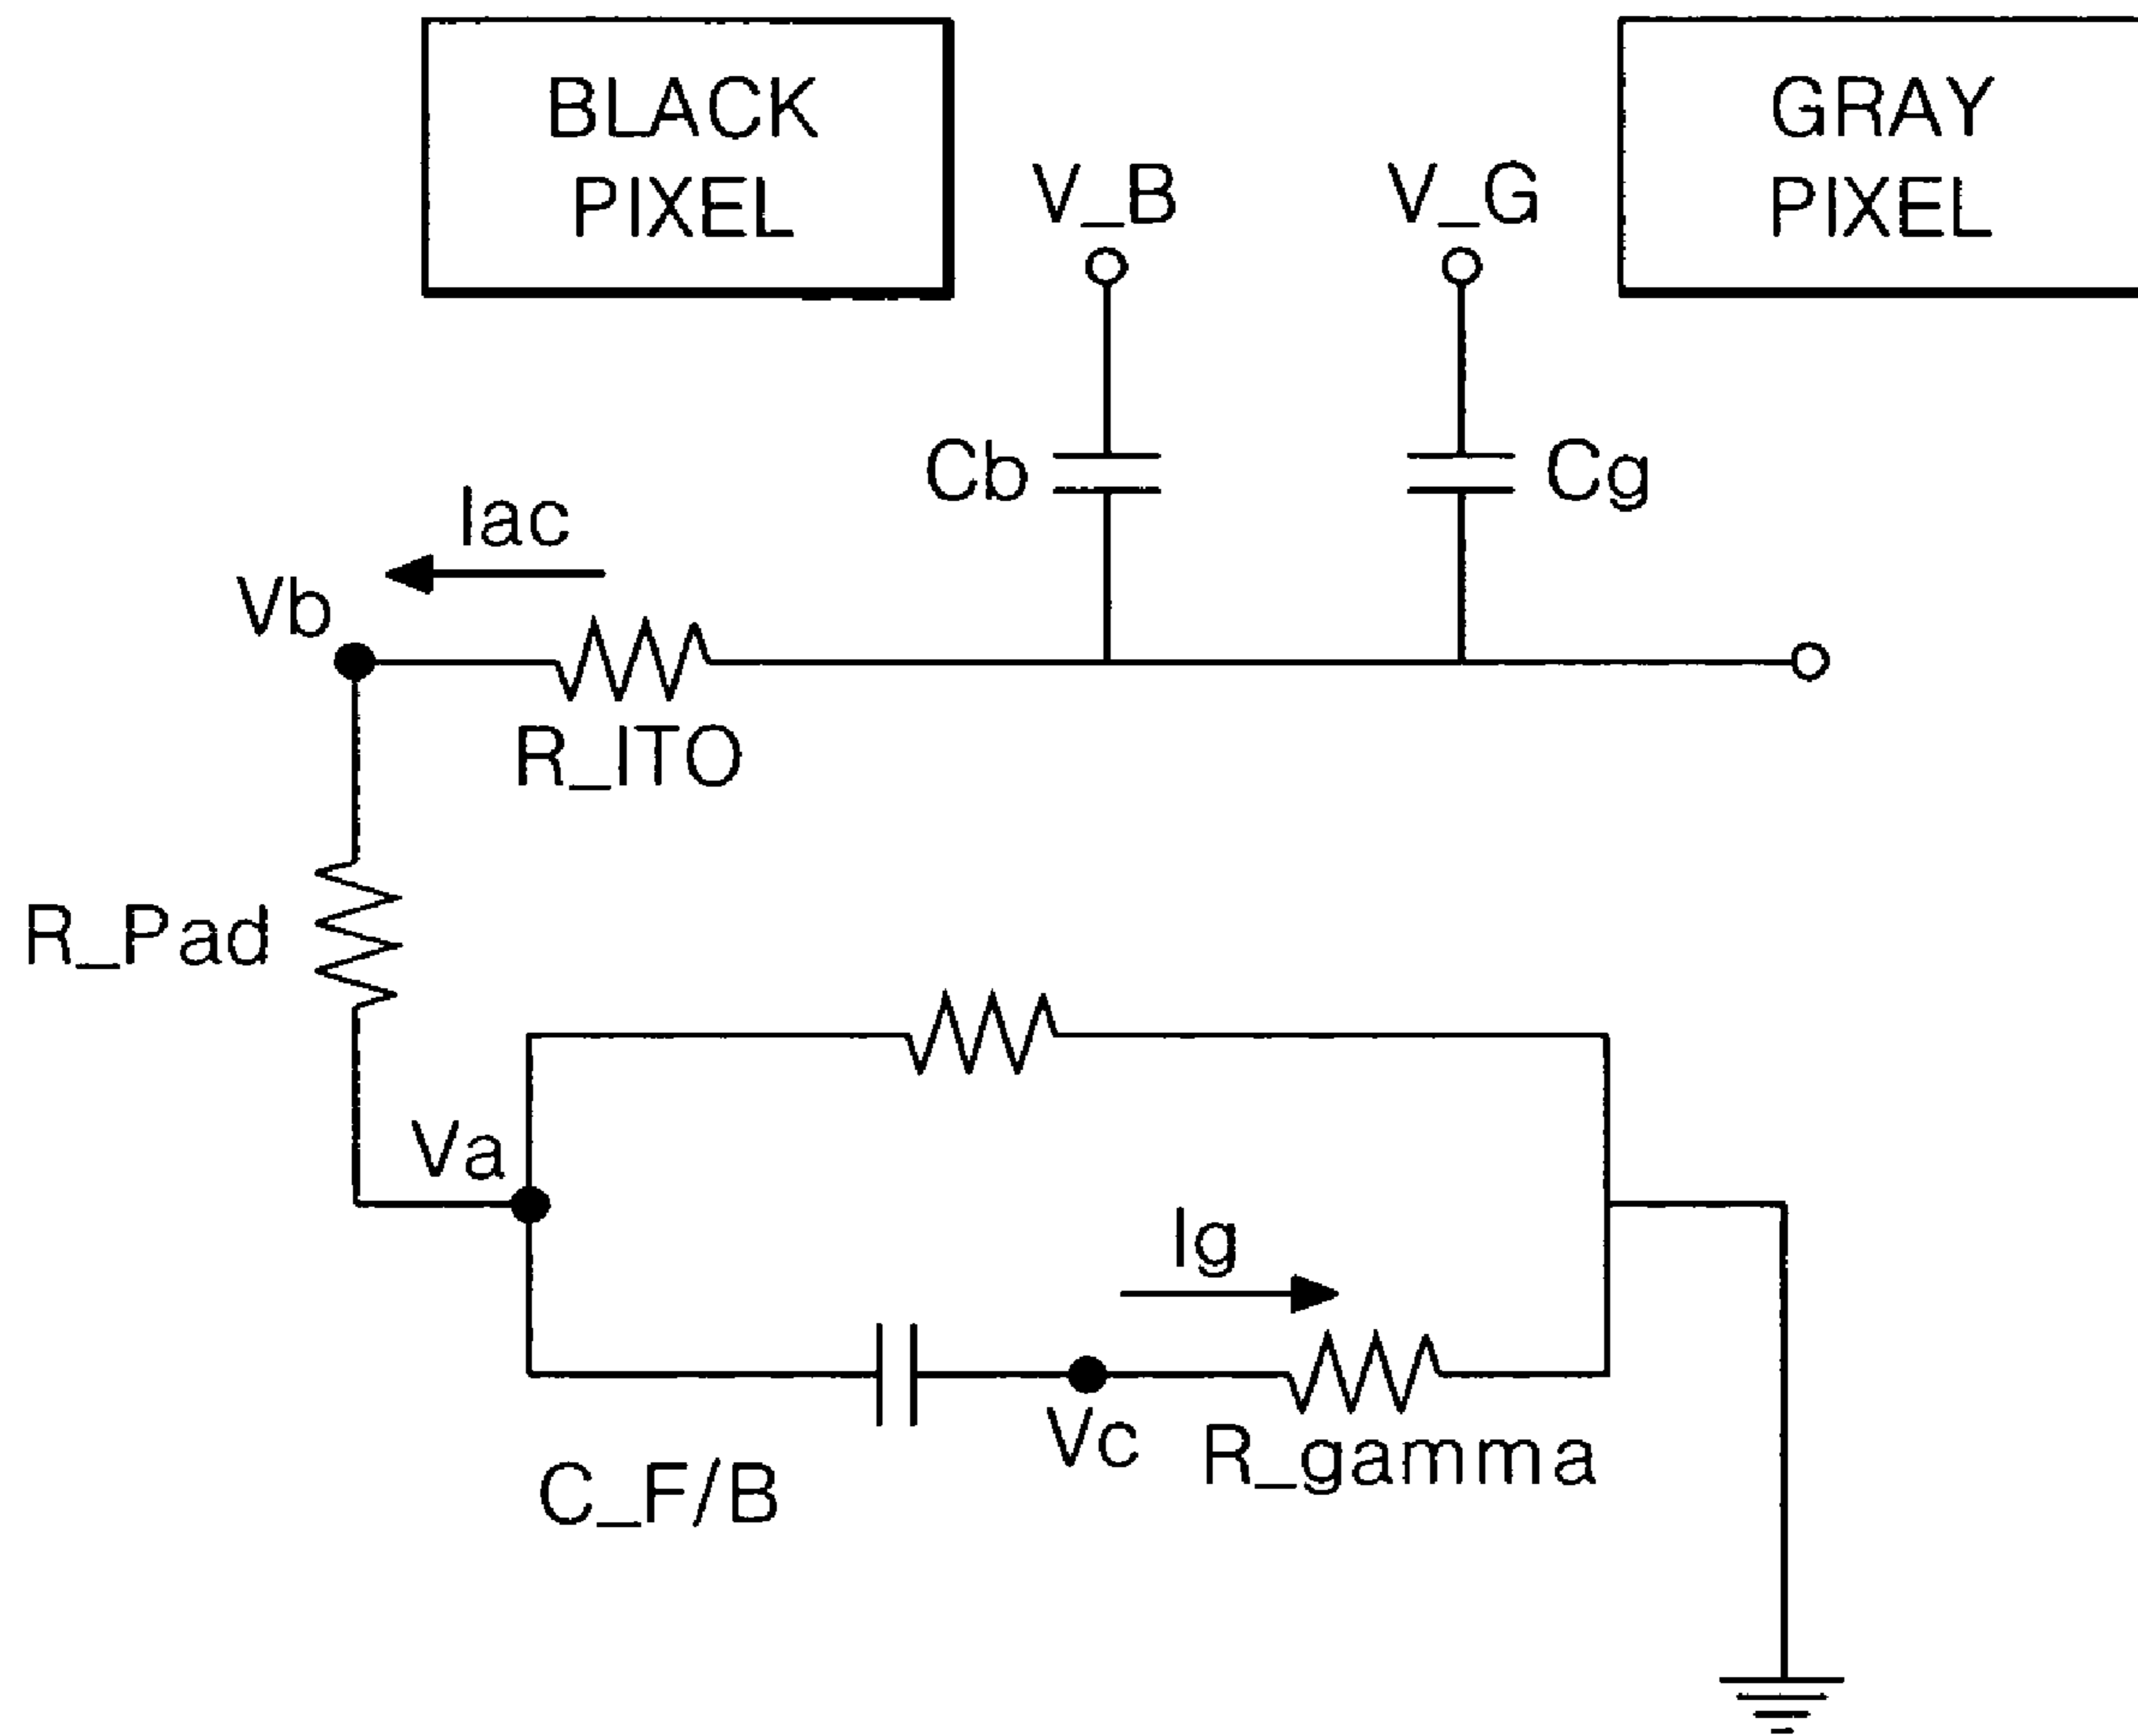 BLACK
PIXEL
GRAY
PIXEL
V_B
V_G
Cb
Cg
Iac
Vb
R_ITO
R_Pad
Va
Ig
Vc
R_gamma
C_F/B